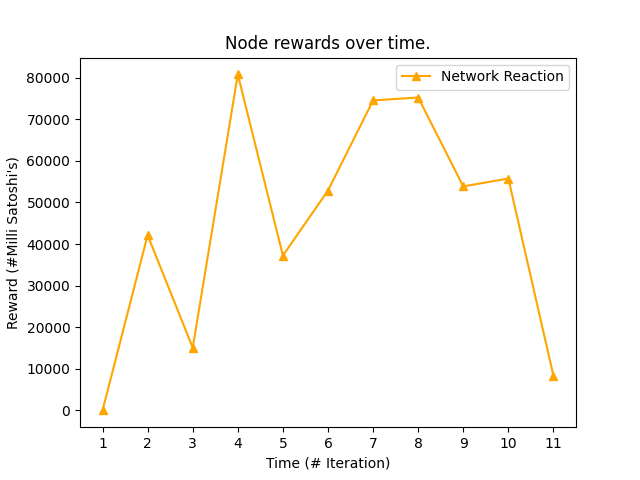 Node rewards over time.
Network Reaction
Reward (#Milli Satoshi's)
80000
70000
60000
50000
40000
30000
20000
10000
0
1 2 3 4 5 6 7 8 9 10 11
Time (# Iteration)